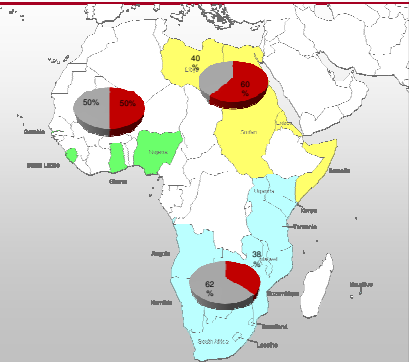 40
%
Libya
60
%
50%
50%
Gambia
Eritrea
Sudan
Nigeria
Sierra Leone
Ghana
Somalia
Uganda
Kenya
Tanzania
Angola
38
%
Malawi
62
%
Mozambique
Mauritius
Namibia
Swaziland
South Africa
Lesotho